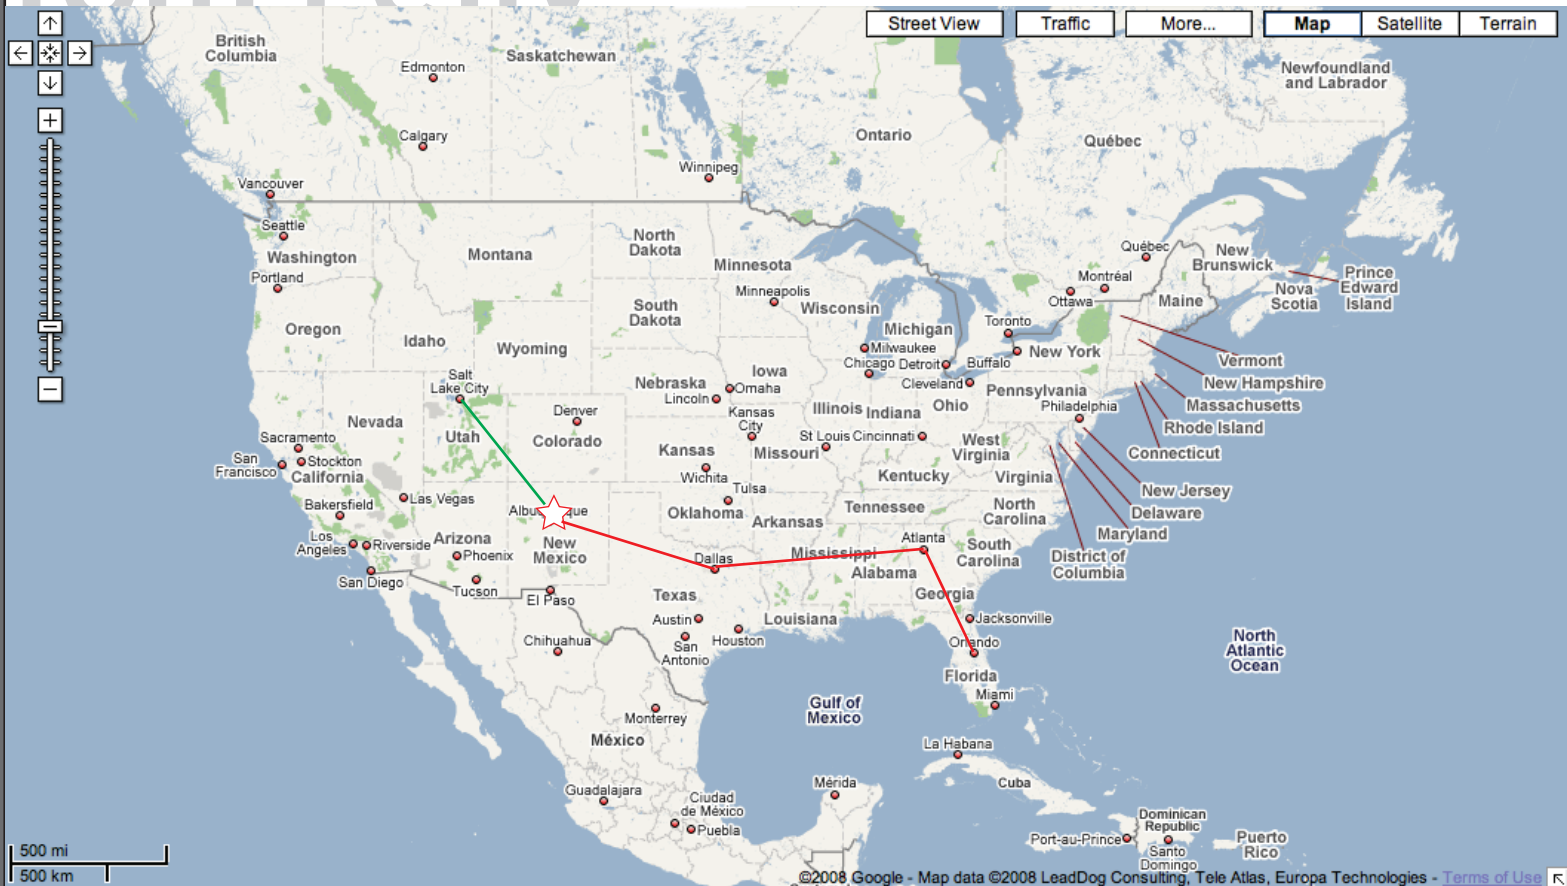 Street View
Traffic
More...
Map
Satellite
Terrain
British
Columbia
Edmonton
Saskatchewan
Newfoundland
and Labrador
Calgary
Ontario
Québec
Winnipeg
Vancouver
Seattle
Washington
Montana
North
Dakota
Minnesota
Québec
New
Brunswick
Prince
Edward
Island
Nova
Scotia
Portland
Montréal
Ottawa
Maine
Minneapolis
Wisconsin
South
Dakota
Oregon
Idaho
Wyoming
Michigan
Toronto
Milwaukee
Chicago
Detroit
Buffalo
New York
Vermont
New Hampshire
Massachusetts
Rhode Island
Connecticut
Salt
Lake City
Nebraska
Iowa
Omaha
Lincoln
Cleveland
Pennsylvania
Philadelphia
Nevada
Denver
Colorado
Utah
Kansas
City
Illinois
Indiana
Ohio
Sacramento
San
Francisco
Stockton
California
Kansas
Missouri
St Louis
Cincinnati
West
Virginia
Wichita
Kentucky
Virginia
New Jersey
Delaware
Maryland
District of
Columbia
Tulsa
Las Vegas
Bakersfield
Oklahoma
Arkansas
Tennessee
North
Carolina
Los
Angeles
Riverside
Arizona
Phoenix
New
Mexico
Dallas
Mississippi
Atlanta
Alabama
South
Carolina
San Diego
Tucson
El Paso
Texas
Georgia
Austin
Houston
Louisiana
Jacksonville
San
Antonio
Chihuahua
Orlando
Florida
Miami
North
Atlantic
Ocean
Monterrey
México
Gulf of
Mexico
La Habana
Cuba
Guadalajara
Ciudad
de México
Puebla
Mérida
Port-au-Prince
Dominican
Republic
Santo
Domingo
Puerto
Rico
500 mi
500 km
©2008 Google - Map data ©2008 LeadDog Consulting, Tele Atlas, Europa Technologies - Terms of Use